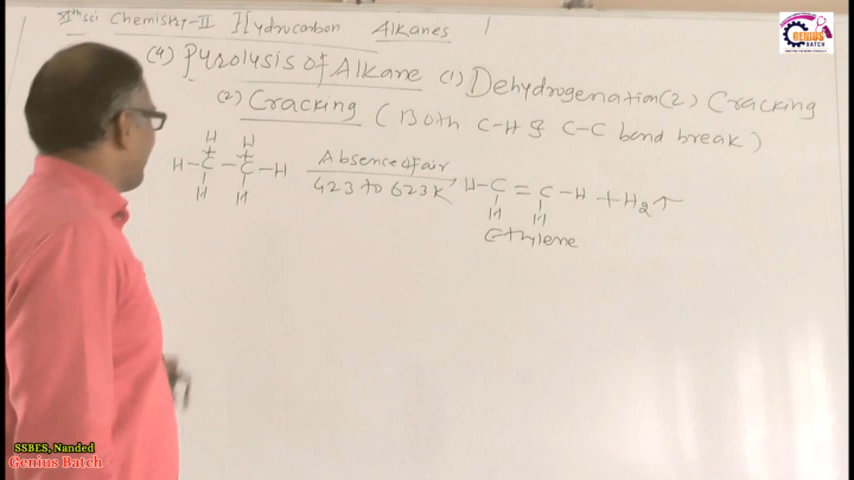 XIth sci Chemistry-II Hydrocarbon Alkanes
(4) Pyrolysis of Alkane (1) Dehydrogenation (2) Cracking
(2) Cracking (Both C-H & C-C bond break)
H H
H-C-C-H Absence of air H-C=C-H + H2↑
H H 423 to 623K H H
Ethylene
GENIUS
BATCH
SSBES, Nanded
Genius Batch